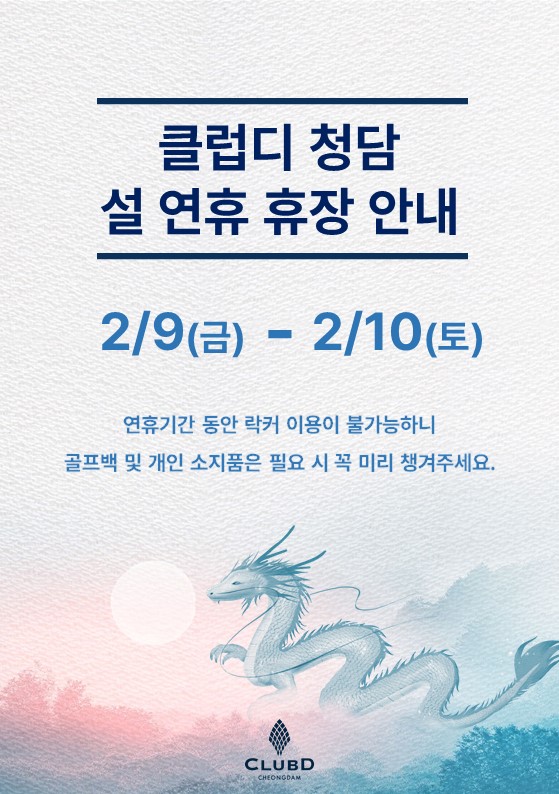 클럽디 청담
설 연휴 휴장 안내
2/9(금) - 2/10(토)
연휴기간 동안 락커 이용이 불가능하니
골프백 및 개인 소지품은 필요 시 꼭 미리 챙겨주세요.
CLUBD
CHEONGDAM